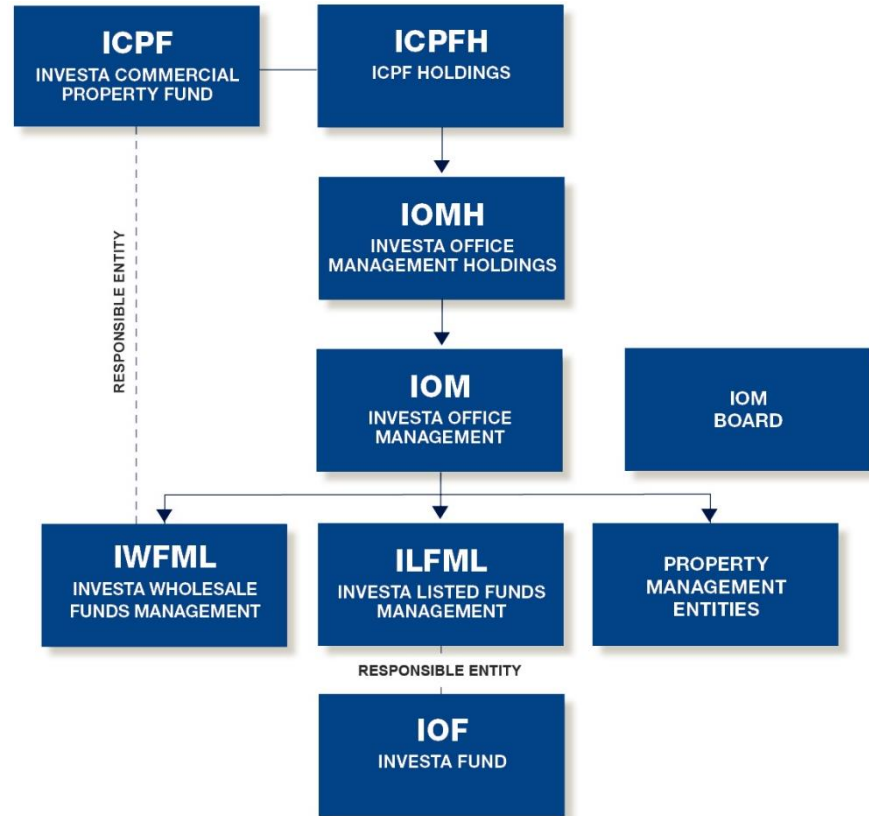 ICPF
INVESTA COMMERCIAL
PROPERTY FUND
ICPFH
ICPF HOLDINGS
IOMH
INVESTA OFFICE
MANAGEMENT HOLDINGS
RESPONSIBLE ENTITY
IOM
INVESTA OFFICE
MANAGEMENT
IOM
BOARD
IWFML
INVESTA WHOLESALE
FUNDS MANAGEMENT
ILFML
INVESTA LISTED FUNDS
MANAGEMENT
PROPERTY
MANAGEMENT
ENTITIES
RESPONSIBLE ENTITY
IOF
INVESTA FUND